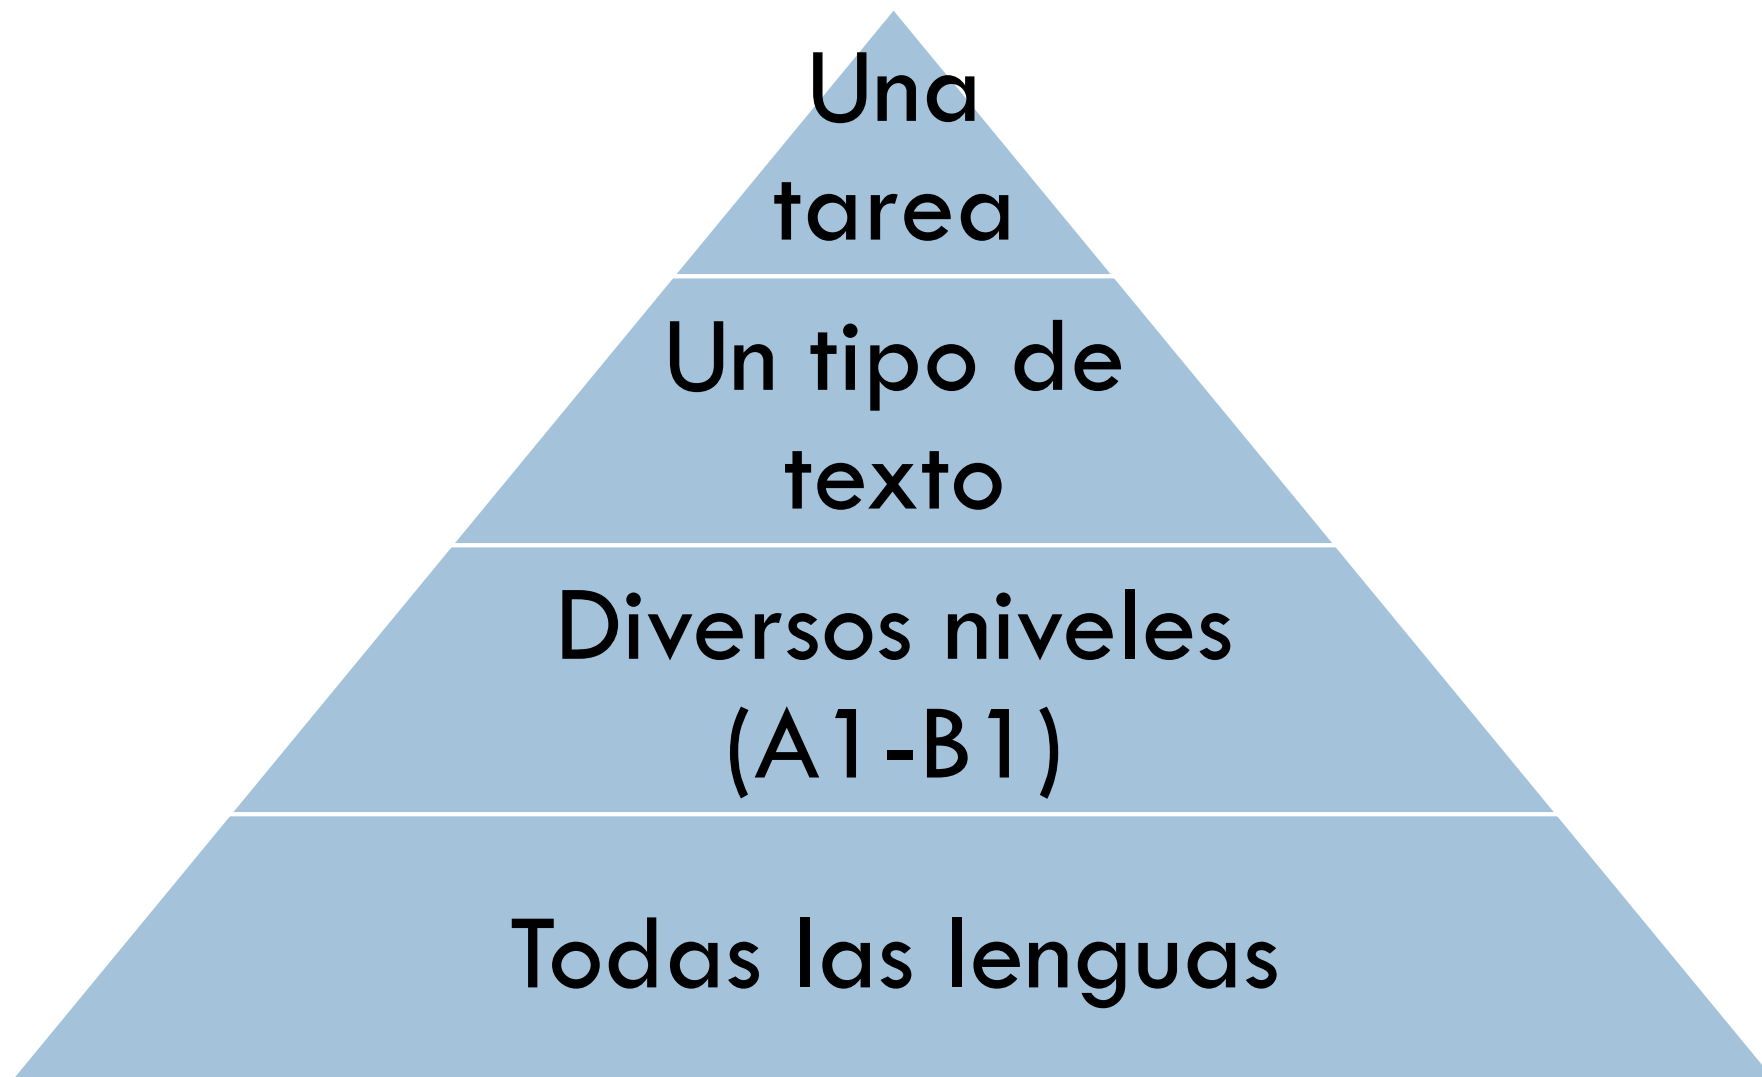 Una
tarea
Un tipo de
texto
Diversos niveles
(A1-B1)
Todas las lenguas